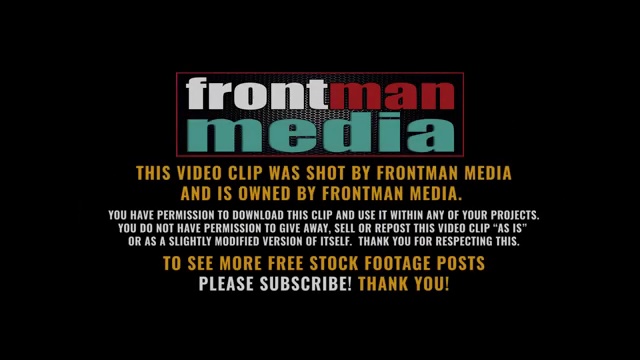 frontman
media
THIS VIDEO CLIP WAS SHOT BY FRONTMAN MEDIA
AND IS OWNED BY FRONTMAN MEDIA.
YOU HAVE PERMISSION TO DOWNLOAD THIS CLIP AND USE IT WITHIN ANY OF YOUR PROJECTS.
YOU DO NOT HAVE PERMISSION TO GIVE AWAY, SELL OR REPOST THIS VIDEO CLIP “AS IS”
OR AS A SLIGHTLY MODIFIED VERSION OF ITSELF. THANK YOU FOR RESPECTING THIS.
TO SEE MORE FREE STOCK FOOTAGE POSTS
PLEASE SUBSCRIBE! THANK YOU!